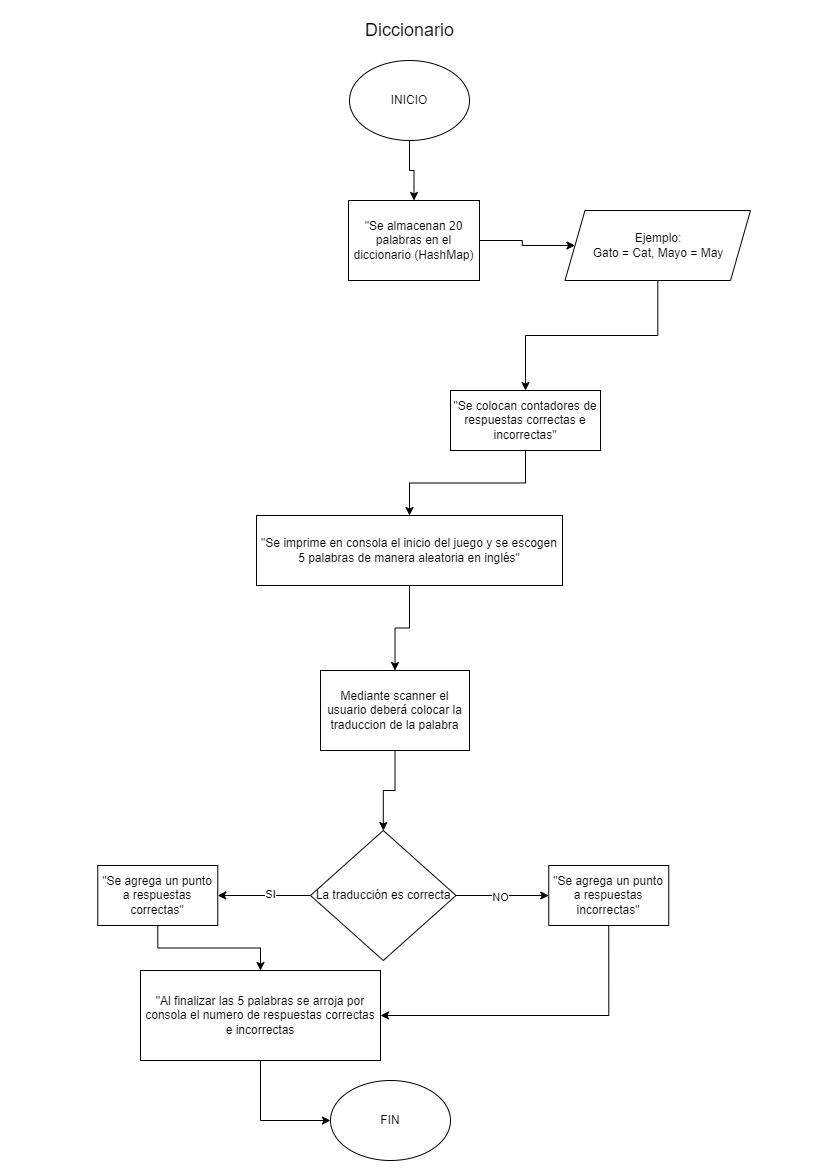 Diccionario
INICIO
"Se almacenan 20
palabras en el
diccionario (HashMap)
Ejemplo:
Gato = Cat, Mayo = May
"Se colocan contadores de
respuestas correctas e
incorrectas"
"Se imprime en consola el inicio del juego y se escogen
5 palabras de manera aleatoria en inglés"
Mediante scanner el
usuario deberá colocar la
traduccion de la palabra
La traducción es correcta
SI
NO
"Se agrega un punto
a respuestas
correctas"
"Se agrega un punto
a respuestas
incorrectas"
"Al finalizar las 5 palabras se arroja por
consola el numero de respuestas correctas
e incorrectas
FIN